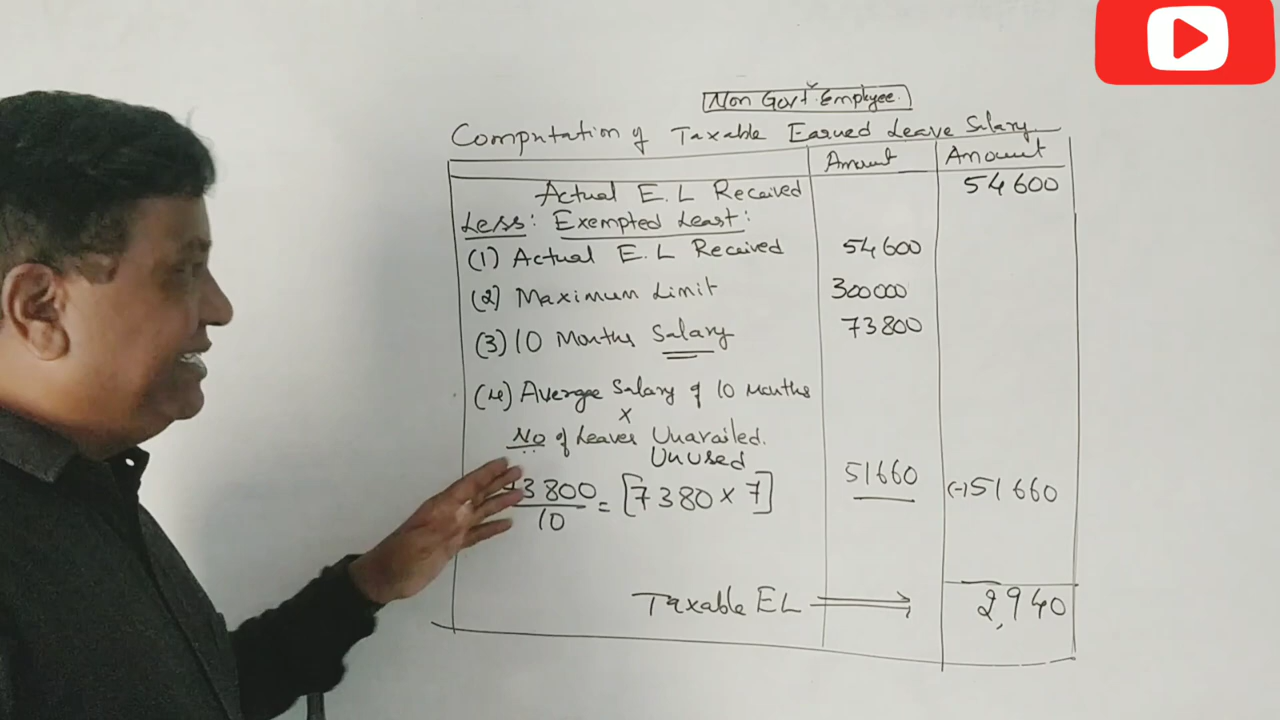 Non Govt. Employee.
Computation of Taxable Earned Leave Salary
Amount Amount
Actual E.L Received 54600
Less: Exempted Least:
(1) Actual E.L Received 54600
(2) Maximum Limit 300000
(3) 10 Months Salary 73800
(4) Average Salary of 10 Months
×
No of Leaves Unavailed.
Unused
3800/10 = [7380 × 7] 51660 (-)51660
Taxable EL 2,940